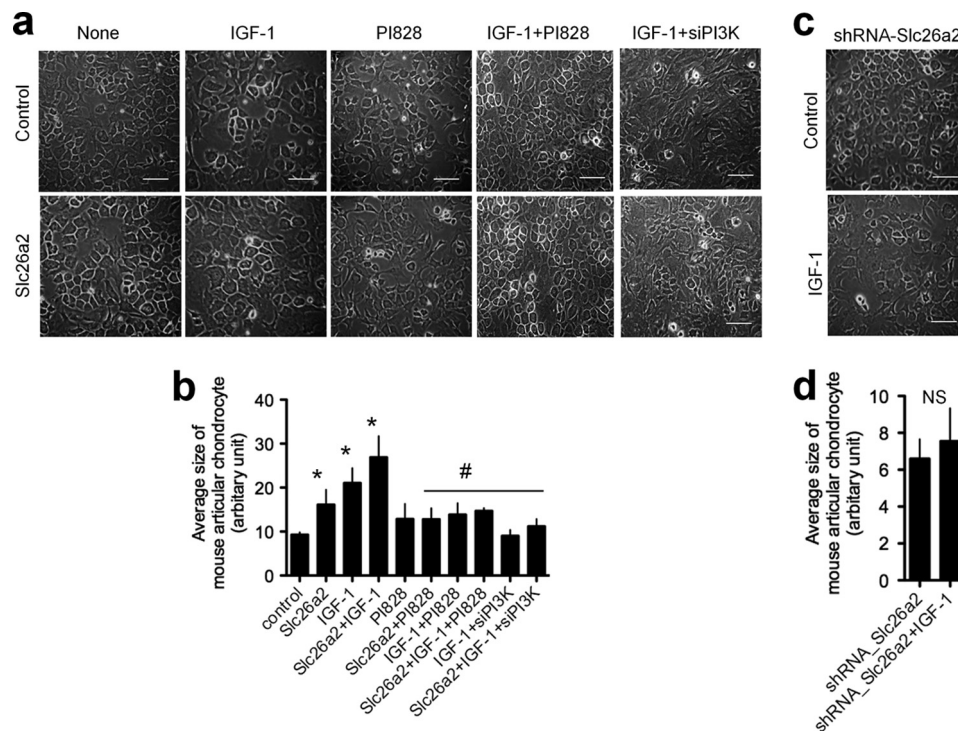 a
None IGF-1 PI828 IGF-1+PI828 IGF-1+siPI3K
Control
Slc26a2
c
shRNA-Slc26a2
Control
IGF-1
b
Average size of
mouse articular chondrocyte
(arbitary unit)
40
30
20
10
0
*
*
*
#
control
Slc26a2
IGF-1
Slc26a2+IGF-1
PI828
Slc26a2+PI828
IGF-1+PI828
Slc26a2+IGF-1+PI828
IGF-1+siPI3K
Slc26a2+IGF-1+siPI3K
d
Average size of
mouse articular chondrocyte
(arbitary unit)
10
8
6
4
2
0
NS
shRNA_Slc26a2
shRNA_Slc26a2+IGF-1